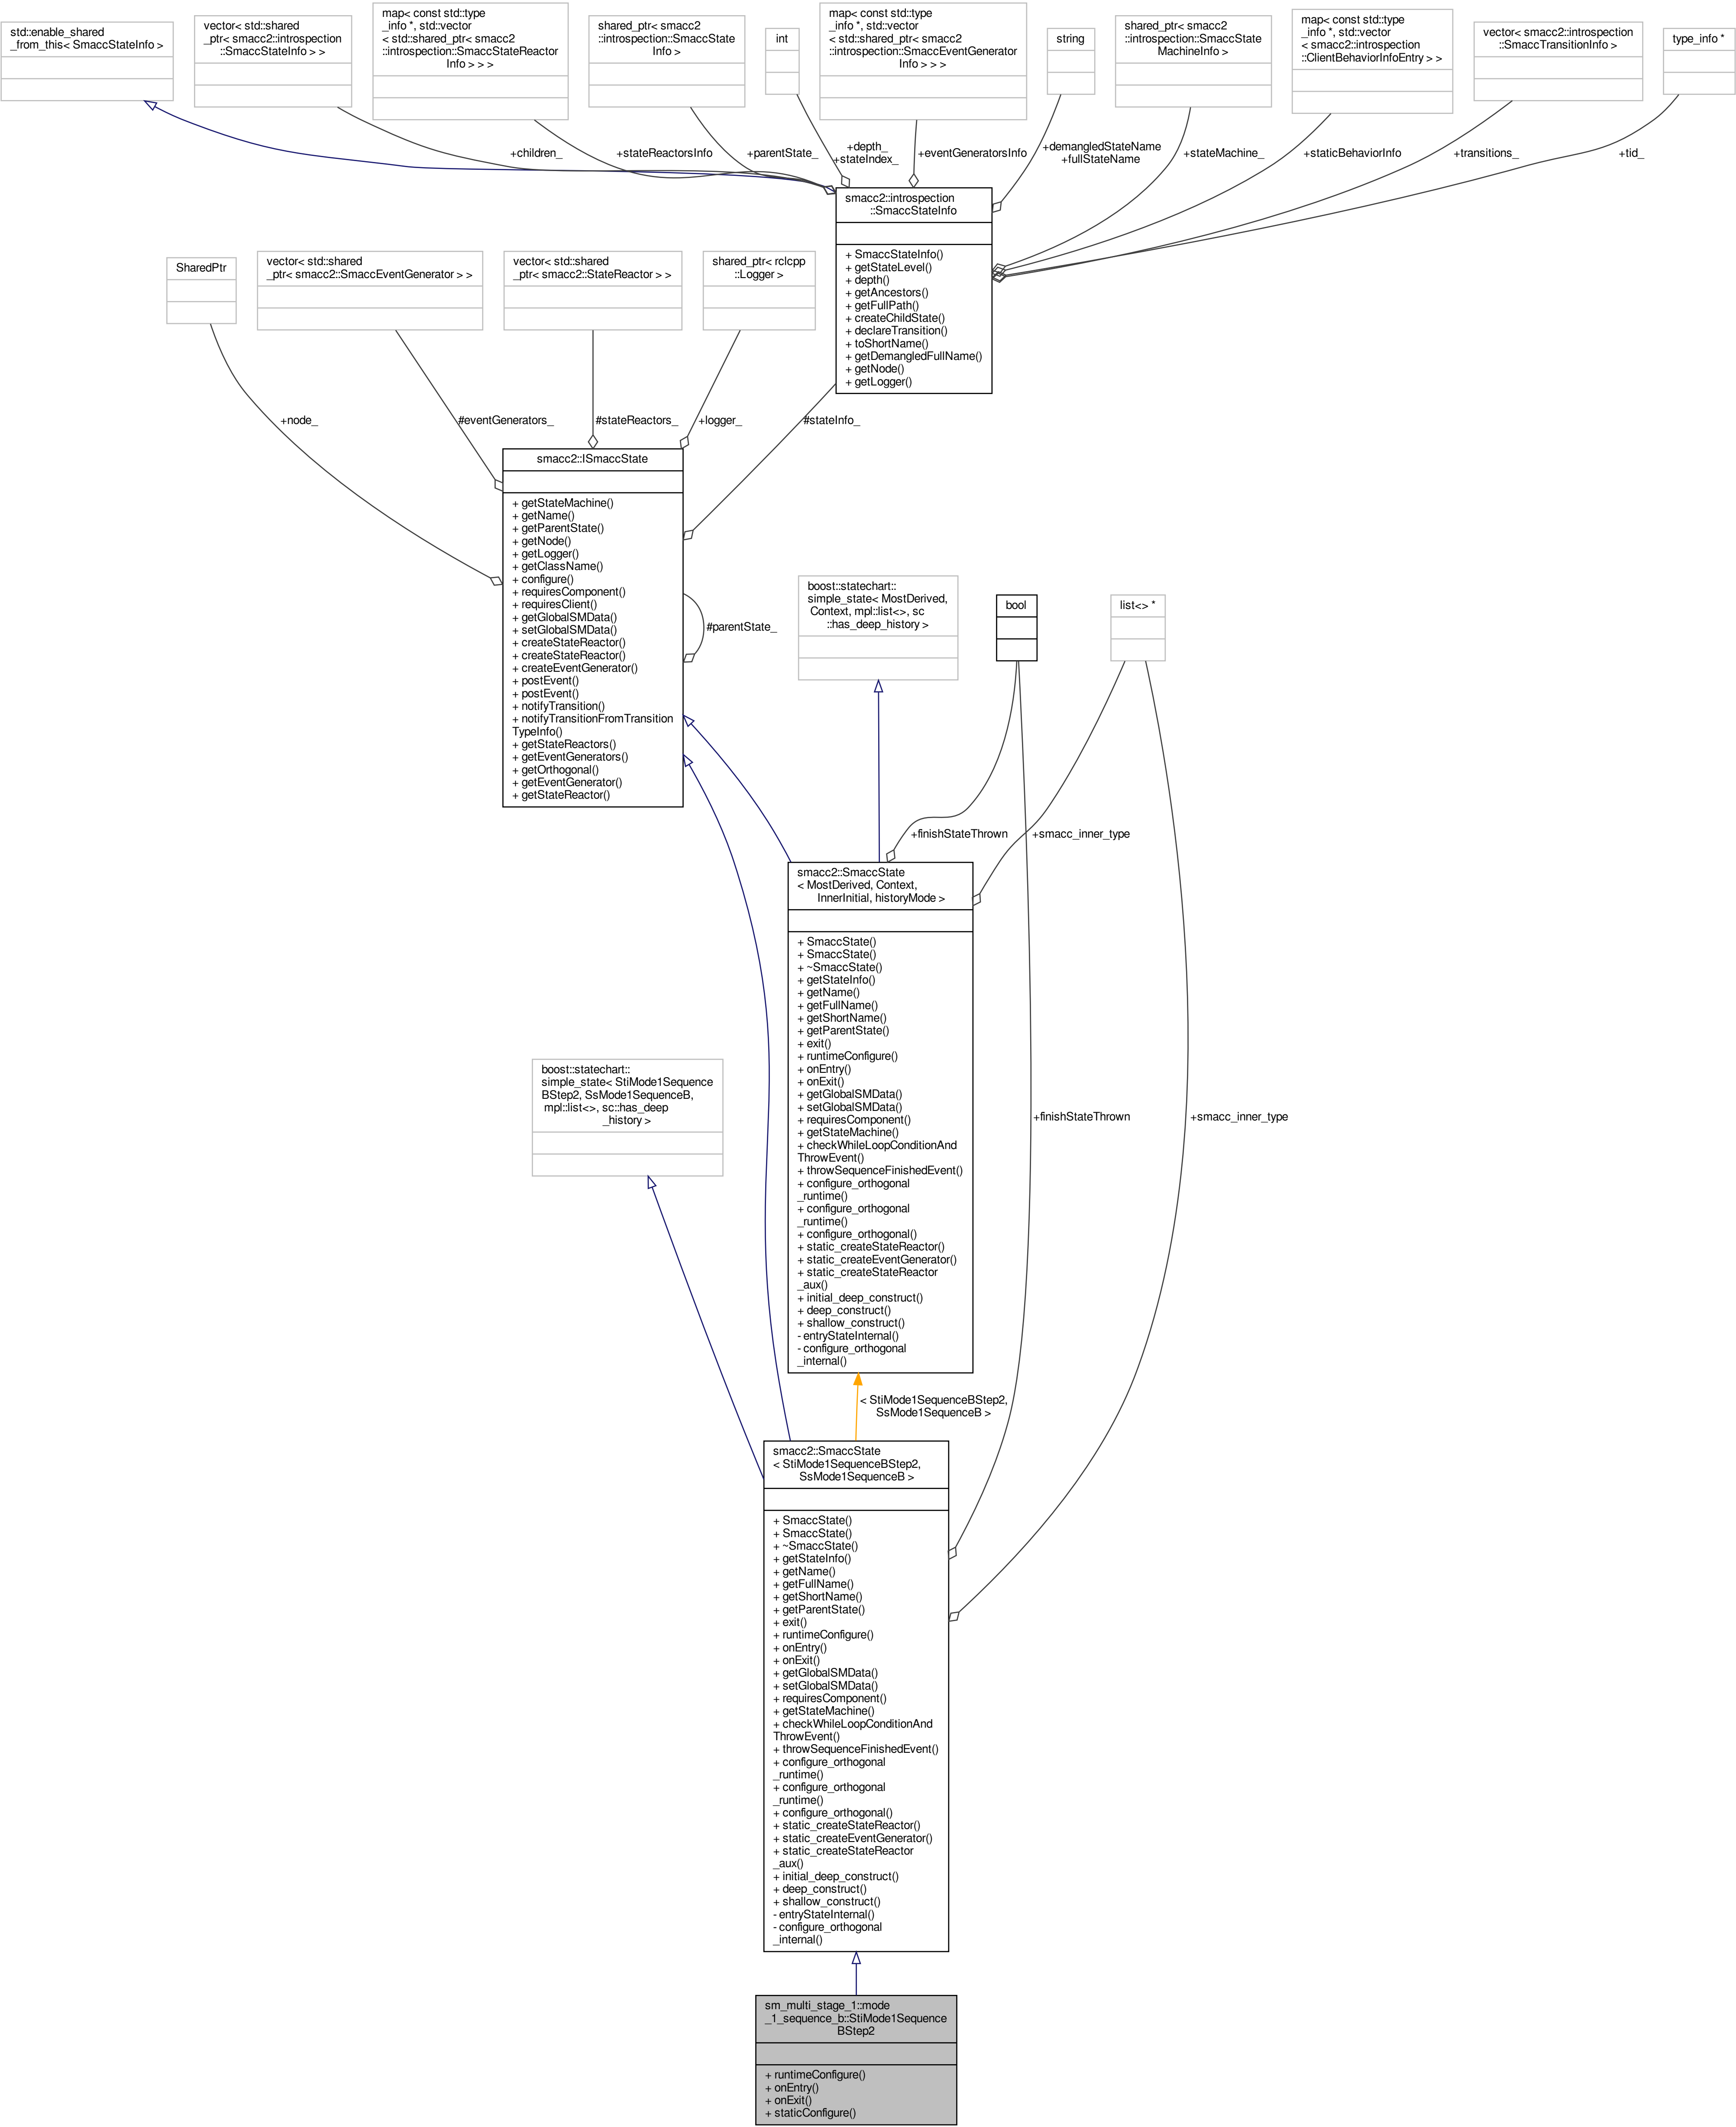 std::enable_shared
_from_this< SmaccStateInfo >
vector< std::shared
_ptr< smacc2::introspection
::SmaccStateInfo > >
map< const std::type
_info *, std::vector
< std::shared_ptr< smacc2
::introspection::SmaccStateReactor
Info > > >
shared_ptr< smacc2
::introspection::SmaccState
Info >
int
map< const std::type
_info *, std::vector
< std::shared_ptr< smacc2
::introspection::SmaccEventGenerator
Info > > >
string
shared_ptr< smacc2
::introspection::SmaccState
MachineInfo >
map< const std::type
_info *, std::vector
< smacc2::introspection
::ClientBehaviorInfoEntry > >
vector< smacc2::introspection
::SmaccTransitionInfo >
type_info *
+children_
+stateReactorsInfo
+parentState_
+depth_
+stateIndex_
+eventGeneratorsInfo
+demangledStateName
+fullStateName
+stateMachine_
+staticBehaviorInfo
+transitions_
+tid_
smacc2::introspection
::SmaccStateInfo
+ SmaccStateInfo()
+ getStateLevel()
+ depth()
+ getAncestors()
+ getFullPath()
+ createChildState()
+ declareTransition()
+ toShortName()
+ getDemangledFullName()
+ getNode()
+ getLogger()
SharedPtr
vector< std::shared
_ptr< smacc2::SmaccEventGenerator > >
vector< std::shared
_ptr< smacc2::StateReactor > >
shared_ptr< rclcpp
::Logger >
+node_
#eventGenerators_
#stateReactors_
+logger_
#stateInfo_
smacc2::ISmaccState
+ getStateMachine()
+ getName()
+ getParentState()
+ getNode()
+ getLogger()
+ getClassName()
+ configure()
+ requiresComponent()
+ requiresClient()
+ getGlobalSMData()
+ setGlobalSMData()
+ createStateReactor()
+ createStateReactor()
+ createEventGenerator()
+ postEvent()
+ postEvent()
+ notifyTransition()
+ notifyTransitionFromTransition
TypeInfo()
+ getStateReactors()
+ getEventGenerators()
+ getOrthogonal()
+ getEventGenerator()
+ getStateReactor()
#parentState_
boost::statechart::
simple_state< MostDerived,
Context, mpl::list<>, sc
::has_deep_history >
bool
list<> *
+finishStateThrown
+smacc_inner_type
smacc2::SmaccState
< MostDerived, Context,
InnerInitial, historyMode >
+ SmaccState()
+ SmaccState()
+ ~SmaccState()
+ getStateInfo()
+ getName()
+ getFullName()
+ getShortName()
+ getParentState()
+ exit()
+ runtimeConfigure()
+ onEntry()
+ onExit()
+ getGlobalSMData()
+ setGlobalSMData()
+ requiresComponent()
+ getStateMachine()
+ checkWhileLoopConditionAnd
ThrowEvent()
+ throwSequenceFinishedEvent()
+ configure_orthogonal
_runtime()
+ configure_orthogonal
_runtime()
+ configure_orthogonal()
+ static_createStateReactor()
+ static_createEventGenerator()
+ static_createStateReactor
_aux()
+ initial_deep_construct()
+ deep_construct()
+ shallow_construct()
- entryStateInternal()
- configure_orthogonal
_internal()
boost::statechart::
simple_state< StiMode1Sequence
BStep2, SsMode1SequenceB,
mpl::list<>, sc::has_deep
_history >
+finishStateThrown
+smacc_inner_type
< StiMode1SequenceBStep2,
SsMode1SequenceB >
smacc2::SmaccState
< StiMode1SequenceBStep2,
SsMode1SequenceB >
+ SmaccState()
+ SmaccState()
+ ~SmaccState()
+ getStateInfo()
+ getName()
+ getFullName()
+ getShortName()
+ getParentState()
+ exit()
+ runtimeConfigure()
+ onEntry()
+ onExit()
+ getGlobalSMData()
+ setGlobalSMData()
+ requiresComponent()
+ getStateMachine()
+ checkWhileLoopConditionAnd
ThrowEvent()
+ throwSequenceFinishedEvent()
+ configure_orthogonal
_runtime()
+ configure_orthogonal
_runtime()
+ configure_orthogonal()
+ static_createStateReactor()
+ static_createEventGenerator()
+ static_createStateReactor
_aux()
+ initial_deep_construct()
+ deep_construct()
+ shallow_construct()
- entryStateInternal()
- configure_orthogonal
_internal()
sm_multi_stage_1::mode
_1_sequence_b::StiMode1Sequence
BStep2
+ runtimeConfigure()
+ onEntry()
+ onExit()
+ staticConfigure()